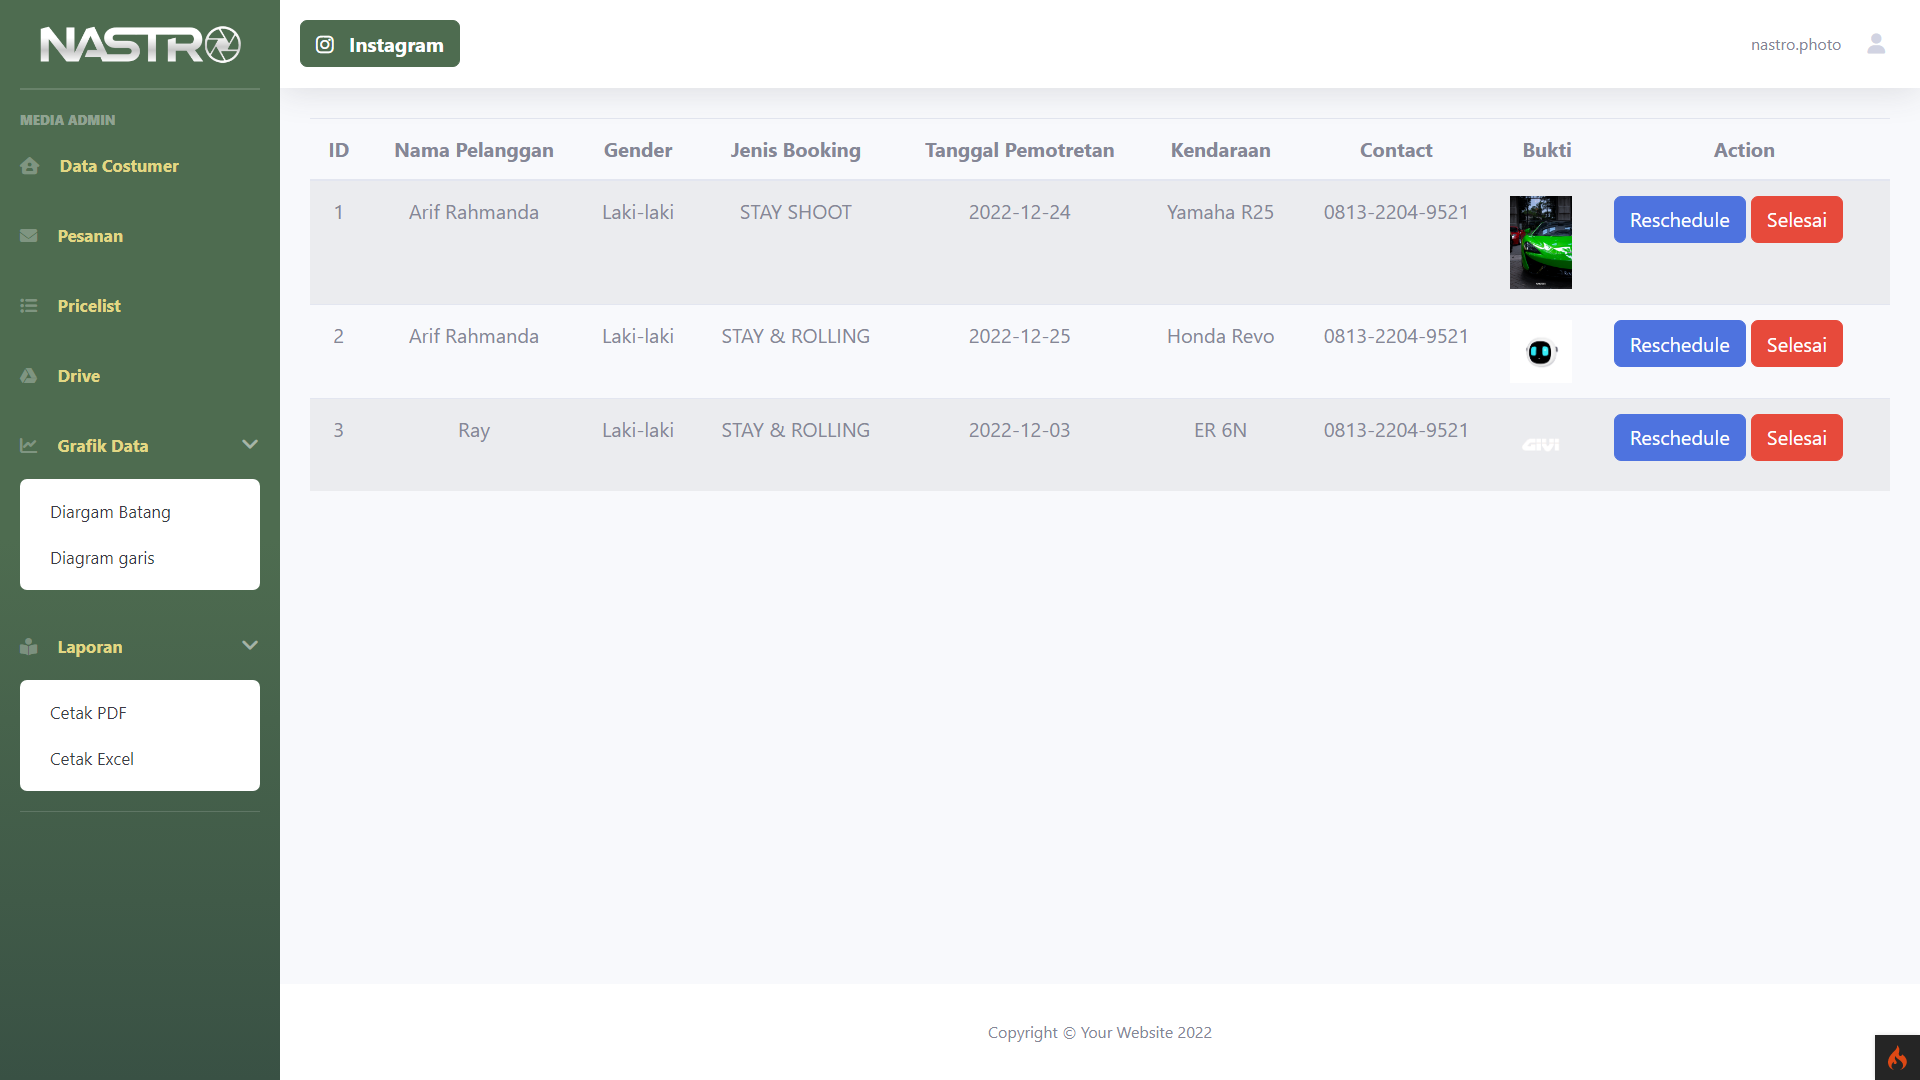 NASTRO
Instagram
nastro.photo
MEDIA ADMIN
Data Costumer
Pesanan
Pricelist
Drive
Grafik Data
Diargam Batang
Diagram garis
Laporan
Cetak PDF
Cetak Excel
ID Nama Pelanggan Gender Jenis Booking Tanggal Pemotretan Kendaraan Contact Bukti Action
1 Arif Rahmanda Laki-laki STAY SHOOT 2022-12-24 Yamaha R25 0813-2204-9521 Reschedule Selesai
2 Arif Rahmanda Laki-laki STAY & ROLLING 2022-12-25 Honda Revo 0813-2204-9521 Reschedule Selesai
3 Ray Laki-laki STAY & ROLLING 2022-12-03 ER 6N 0813-2204-9521 GIVI Reschedule Selesai
Copyright © Your Website 2022